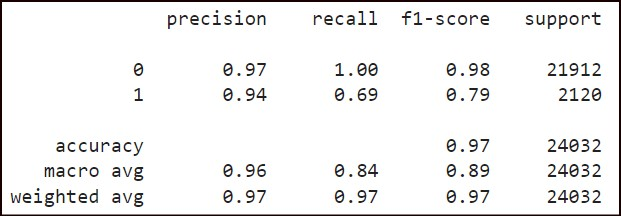 precision recall f1-score support
0 0.97 1.00 0.98 21912
1 0.94 0.69 0.79 2120
accuracy 0.97 24032
macro avg 0.96 0.84 0.89 24032
weighted avg 0.97 0.97 0.97 24032